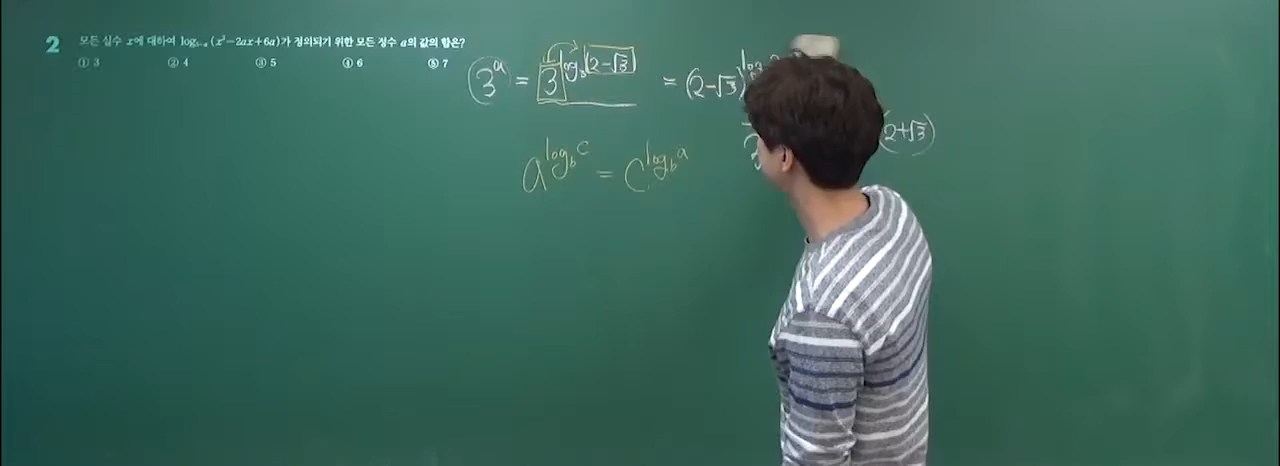 2 모든 실수 x에 대하여 log₅₋ₐ(x²-2ax+6a)가 정의되기 위한 모든 정수 a의 값의 합은?
① 3 ② 4 ③ 5 ④ 6 ⑤ 7
3^a = 3^(log₃(2-√3)) = (2-√3)^log
(2+√3)
a^(log_b c) = c^(log_b a)